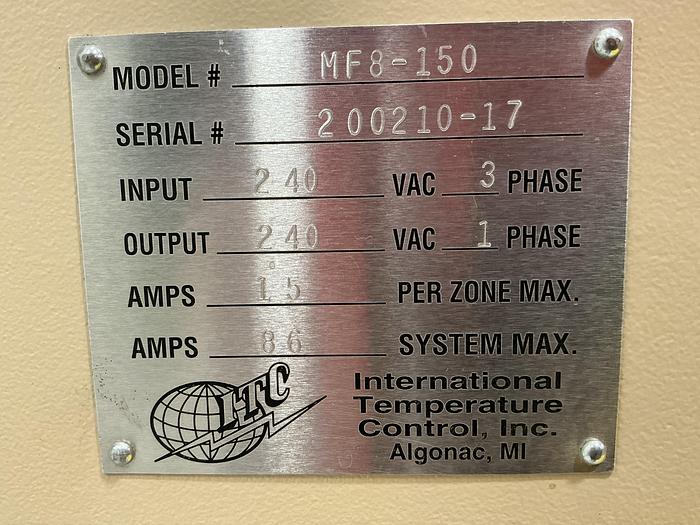 MODEL # MF8-150
SERIAL # 200210-17
INPUT 240 VAC 3 PHASE
OUTPUT 240 VAC 1 PHASE
AMPS 15 PER ZONE MAX.
AMPS 86 SYSTEM MAX.
ITC
International
Temperature
Control, Inc.
Algonac, MI